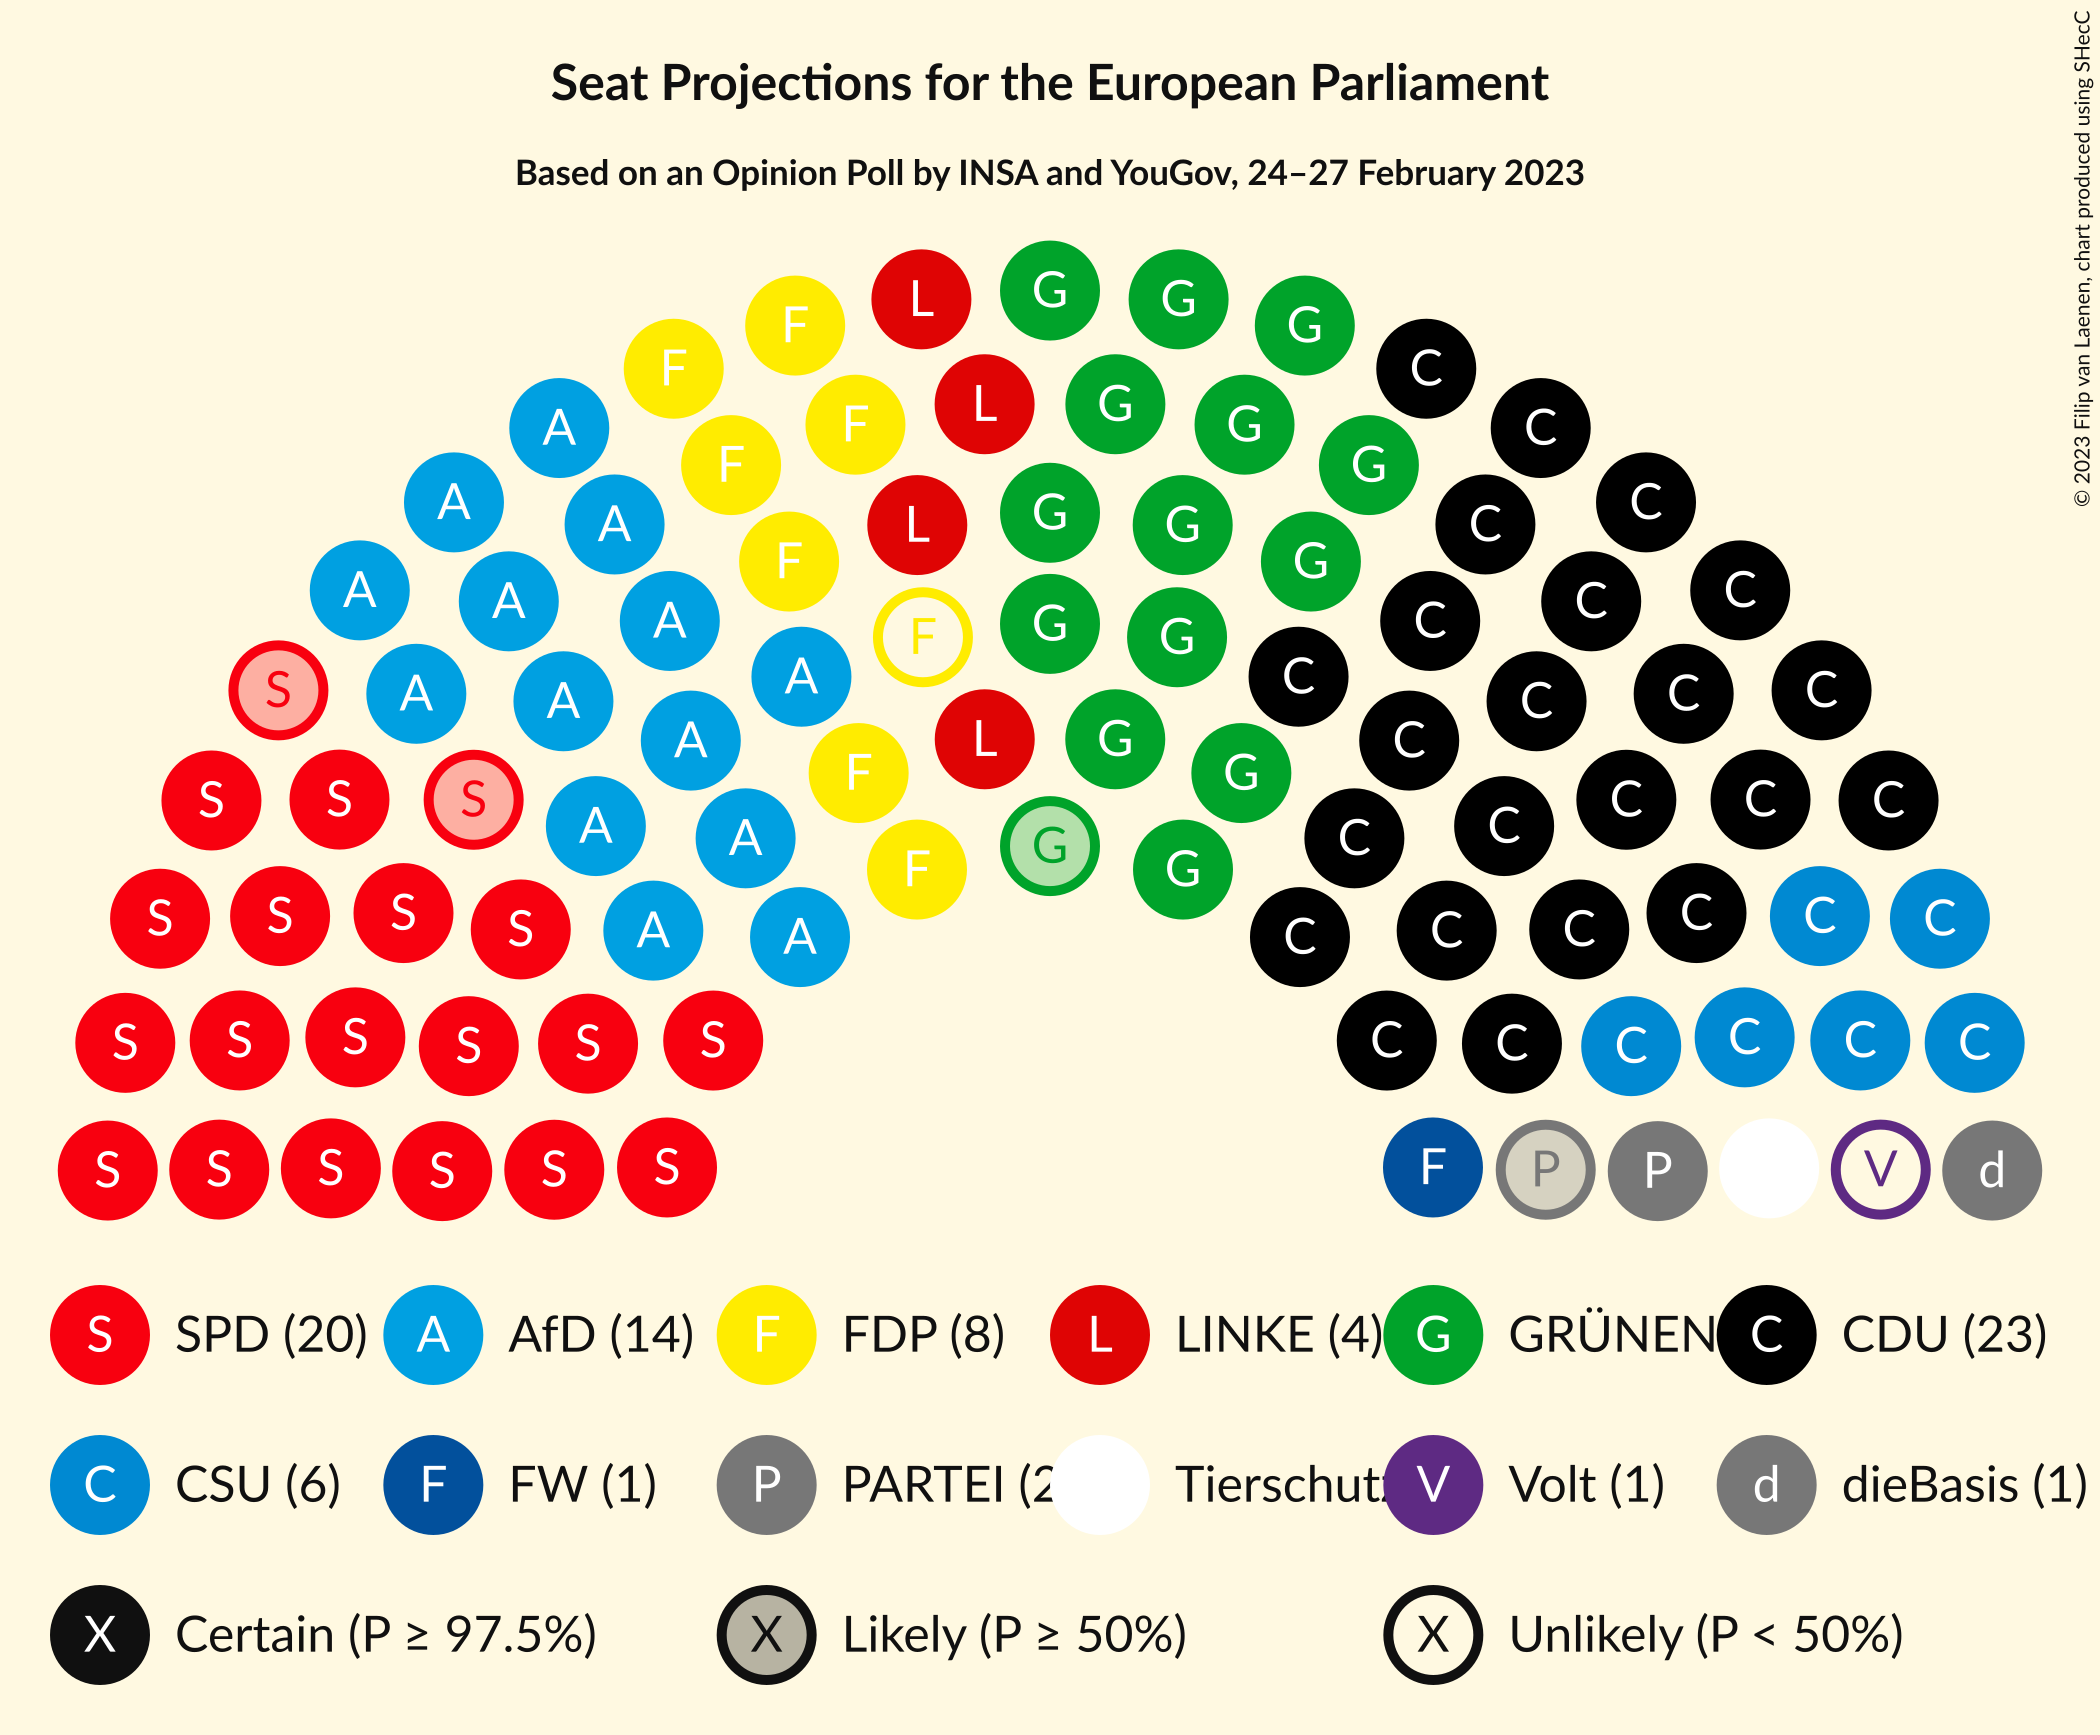 Seat Projections for the European Parliament
Based on an Opinion Poll by INSA and YouGov, 24–27 February 2023
© 2023 Filip van Laenen, chart produced using SHecC
L G G G
F F C
A F L G G C
A F G C
A A F L G G C C
A A F G C C
S A A A F G G C C C C
S S S A A F L G G C C C C C
S S S S A A F G G C C C C C C
S S S S A A C C C C C C
S S S S S S C C C C C C
S S S S S S F P P V d
S SPD (20) A AfD (14) F FDP (8) L LINKE (4) G GRÜNEN C CDU (23)
C CSU (6) F FW (1) P PARTEI (2 Tierschutz V Volt (1) d dieBasis (1)
X Certain (P ≥ 97.5%) X Likely (P ≥ 50%) X Unlikely (P < 50%)